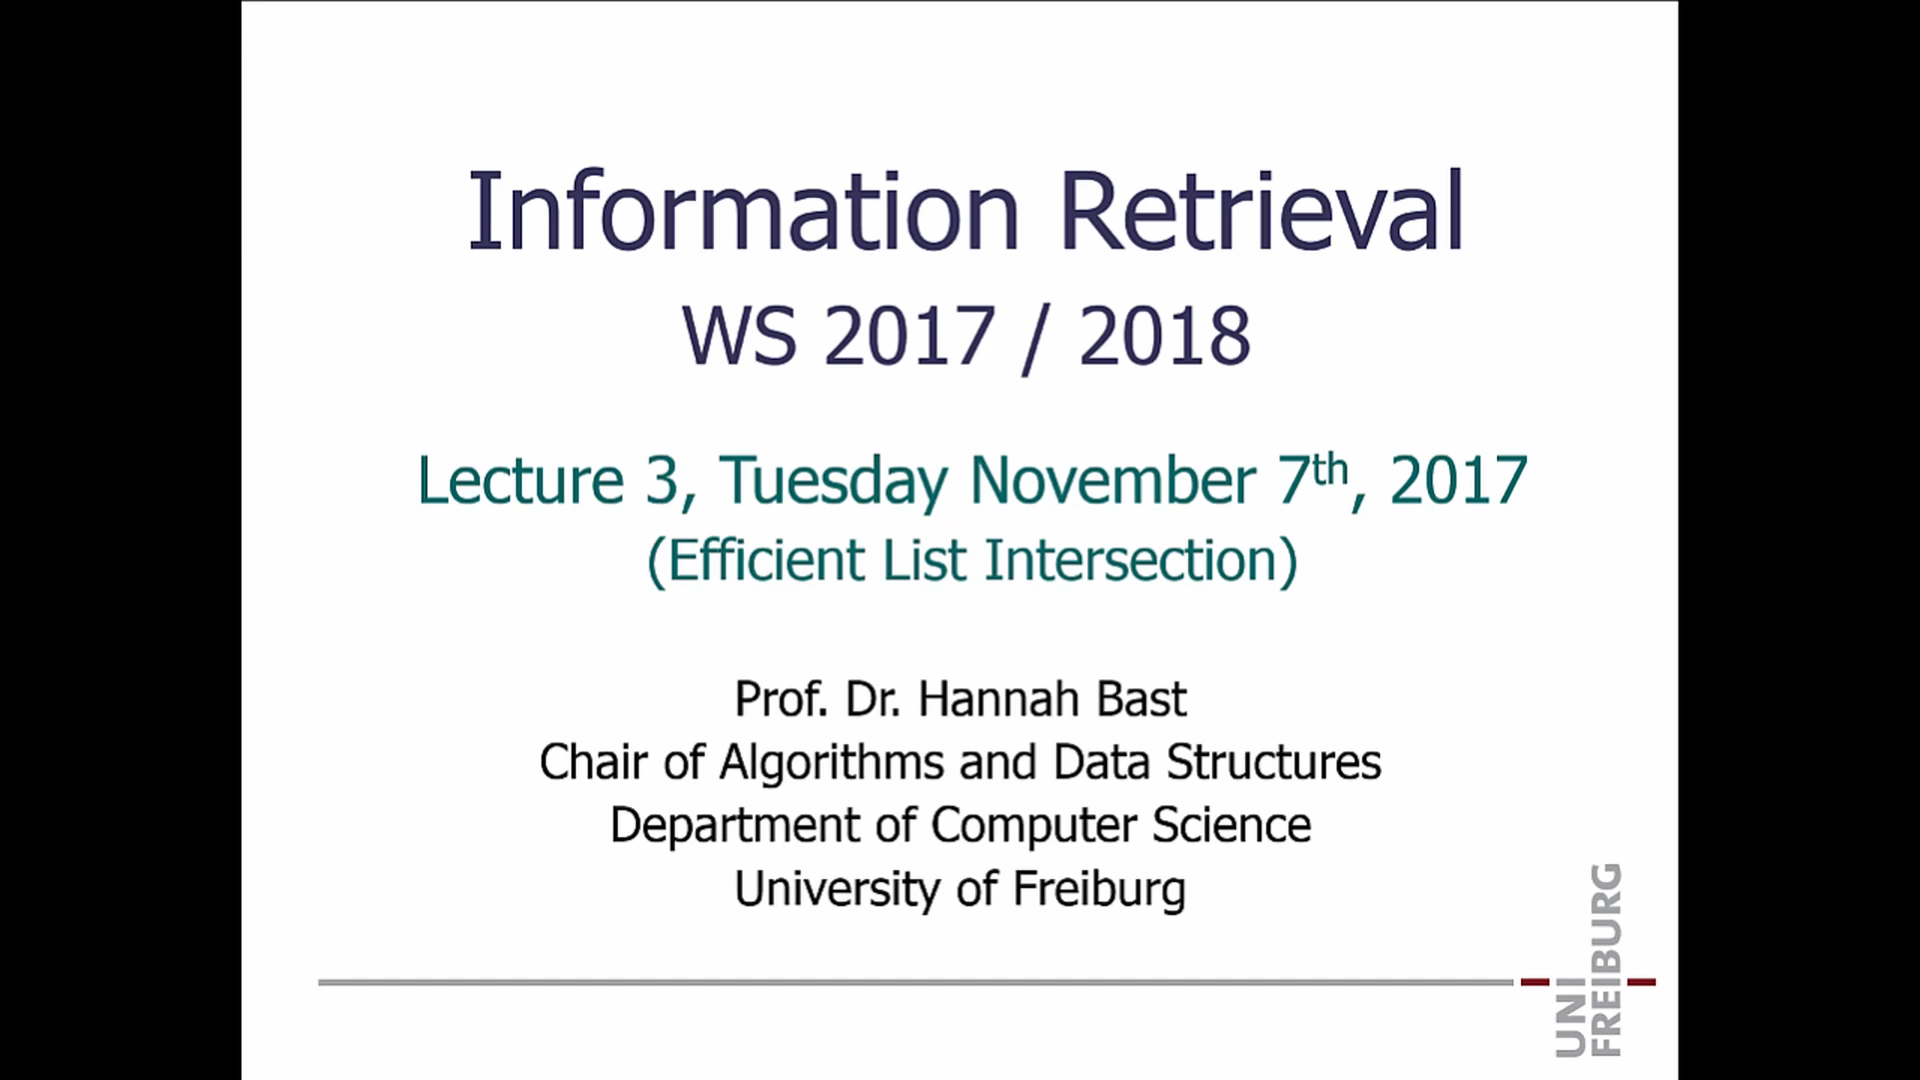 Information Retrieval
WS 2017 / 2018
Lecture 3, Tuesday November 7th, 2017
(Efficient List Intersection)
Prof. Dr. Hannah Bast
Chair of Algorithms and Data Structures
Department of Computer Science
University of Freiburg
UNI
FREIBURG